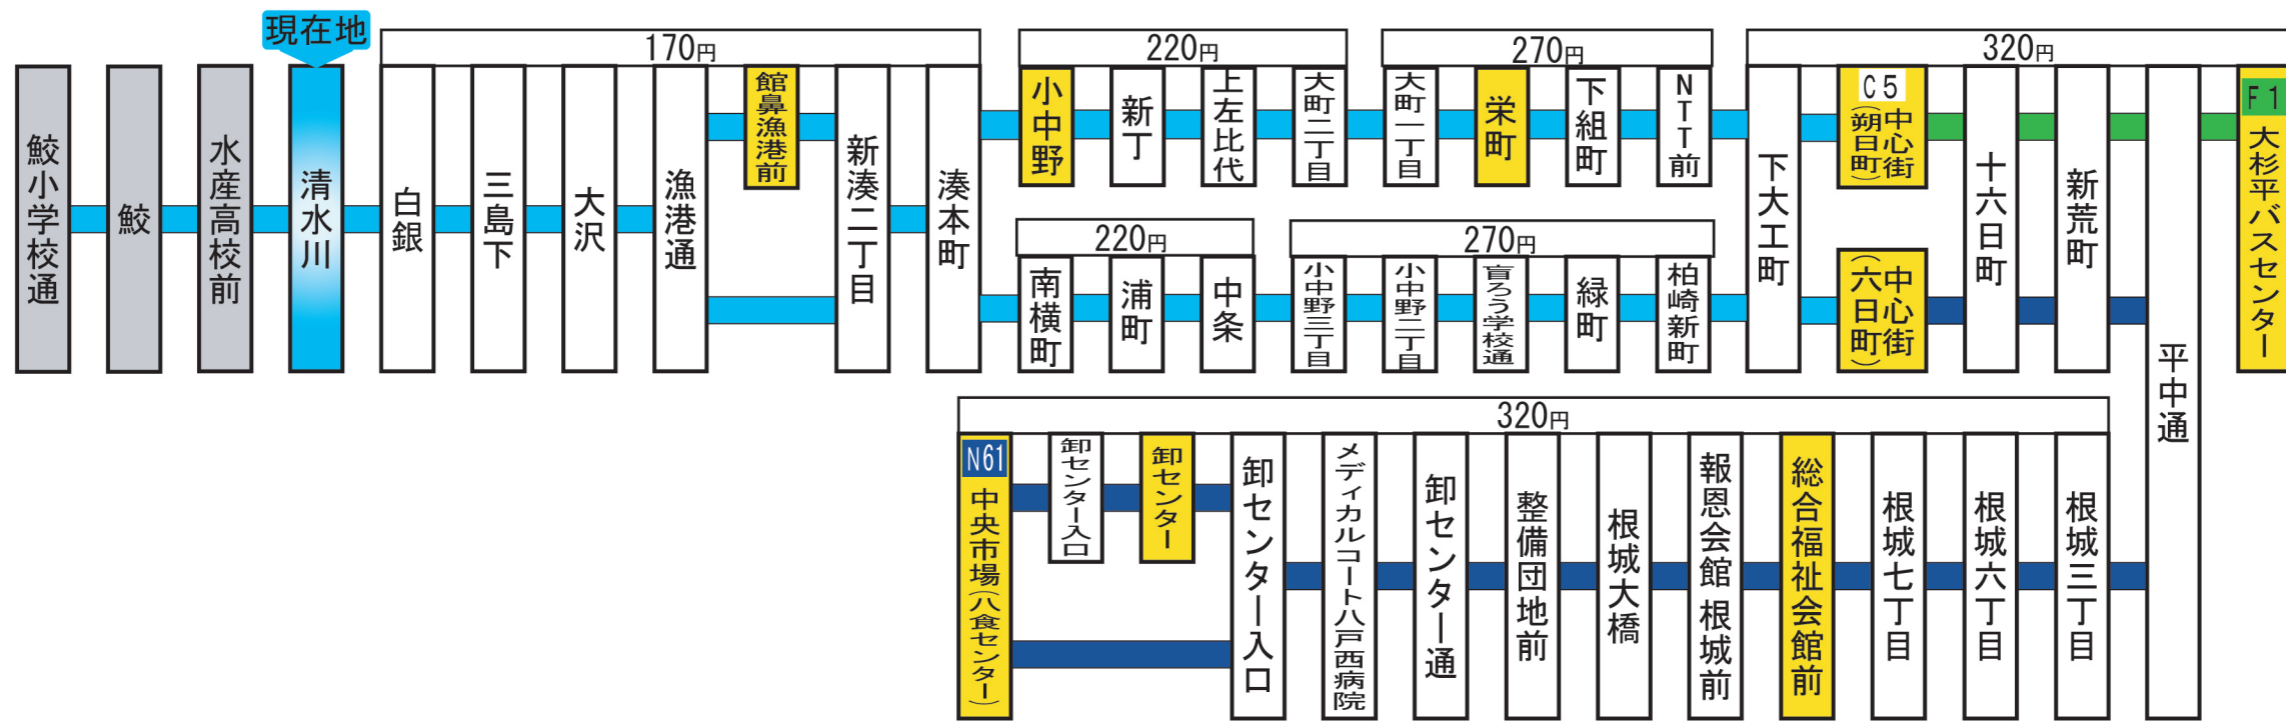 現在地
170円
220円
270円
320円
鮫小学校通
鮫
水産高校前
清水川
白銀
三島下
大沢
漁港通
館鼻漁港前
新湊二丁目
湊本町
小中野
新丁
上左比代
大町二丁目
大町一丁目
栄町
下組町
NTT前
下大工町
C5
中心街
(朔日町)
十六日町
新荒町
平中通
F1
大杉平バスセンター
220円
270円
南横町
浦町
中条
小中野三丁目
小中野二丁目
盲ろう学校通
緑町
柏崎新町
中心街
(六日町)
320円
N61
中央市場(八食センター)
卸センター入口
卸センター
卸センター入口
メディカルコート八戸西病院
卸センター通
整備団地前
根城大橋
報恩会館 根城前
総合福祉会館前
根城七丁目
根城六丁目
根城三丁目